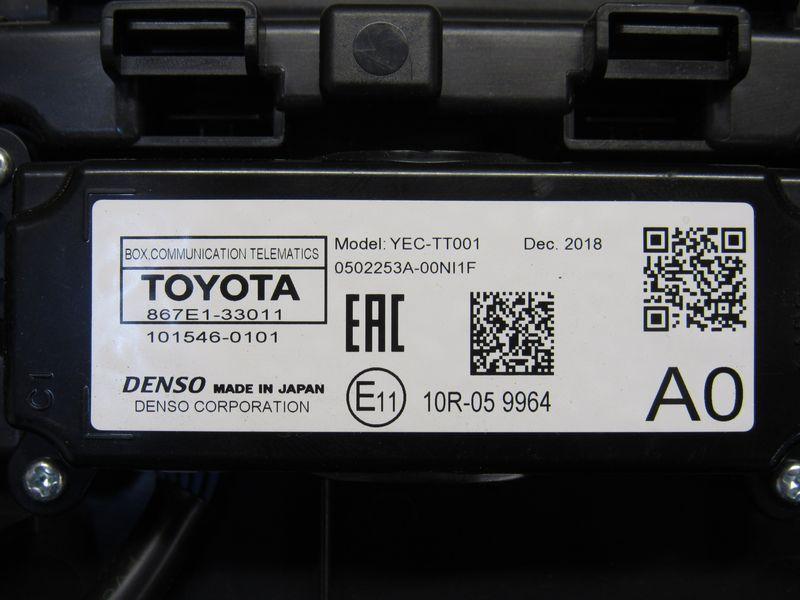 BOX,COMMUNICATION TELEMATICS
TOYOTA
867E1-33011
101546-0101
DENSO MADE IN JAPAN
DENSO CORPORATION
Model: YEC-TT001 Dec. 2018
0502253A-00NI1F
EAC
E11 10R-05 9964
A0
C1